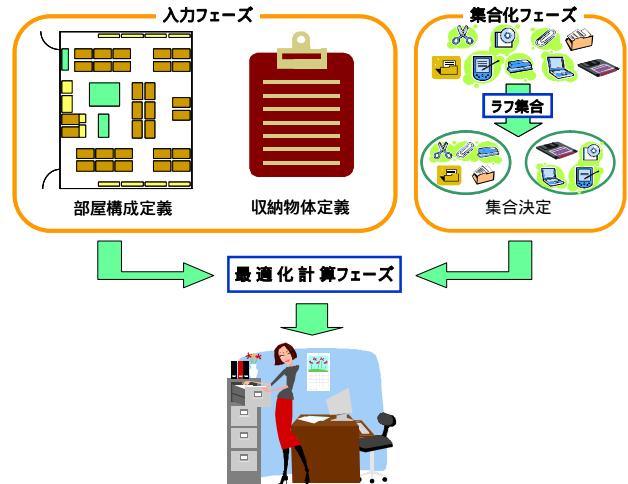 入力フェーズ
集合化フェーズ
ラフ集合
部屋構成定義
収納物体定義
集合決定
最適化計算フェーズ